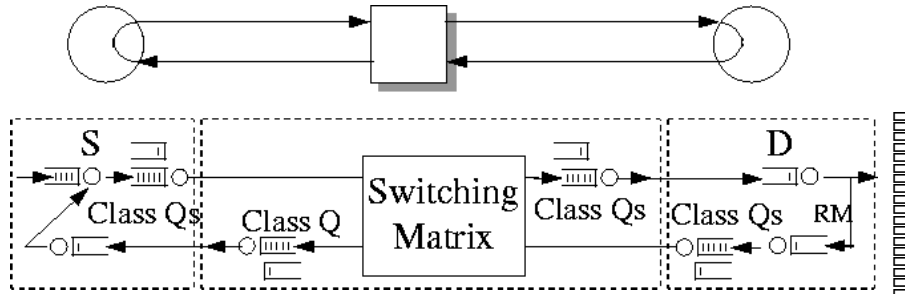 S
D
Class Qs
Class Q
Switching
Matrix
Class Qs
Class Qs
RM